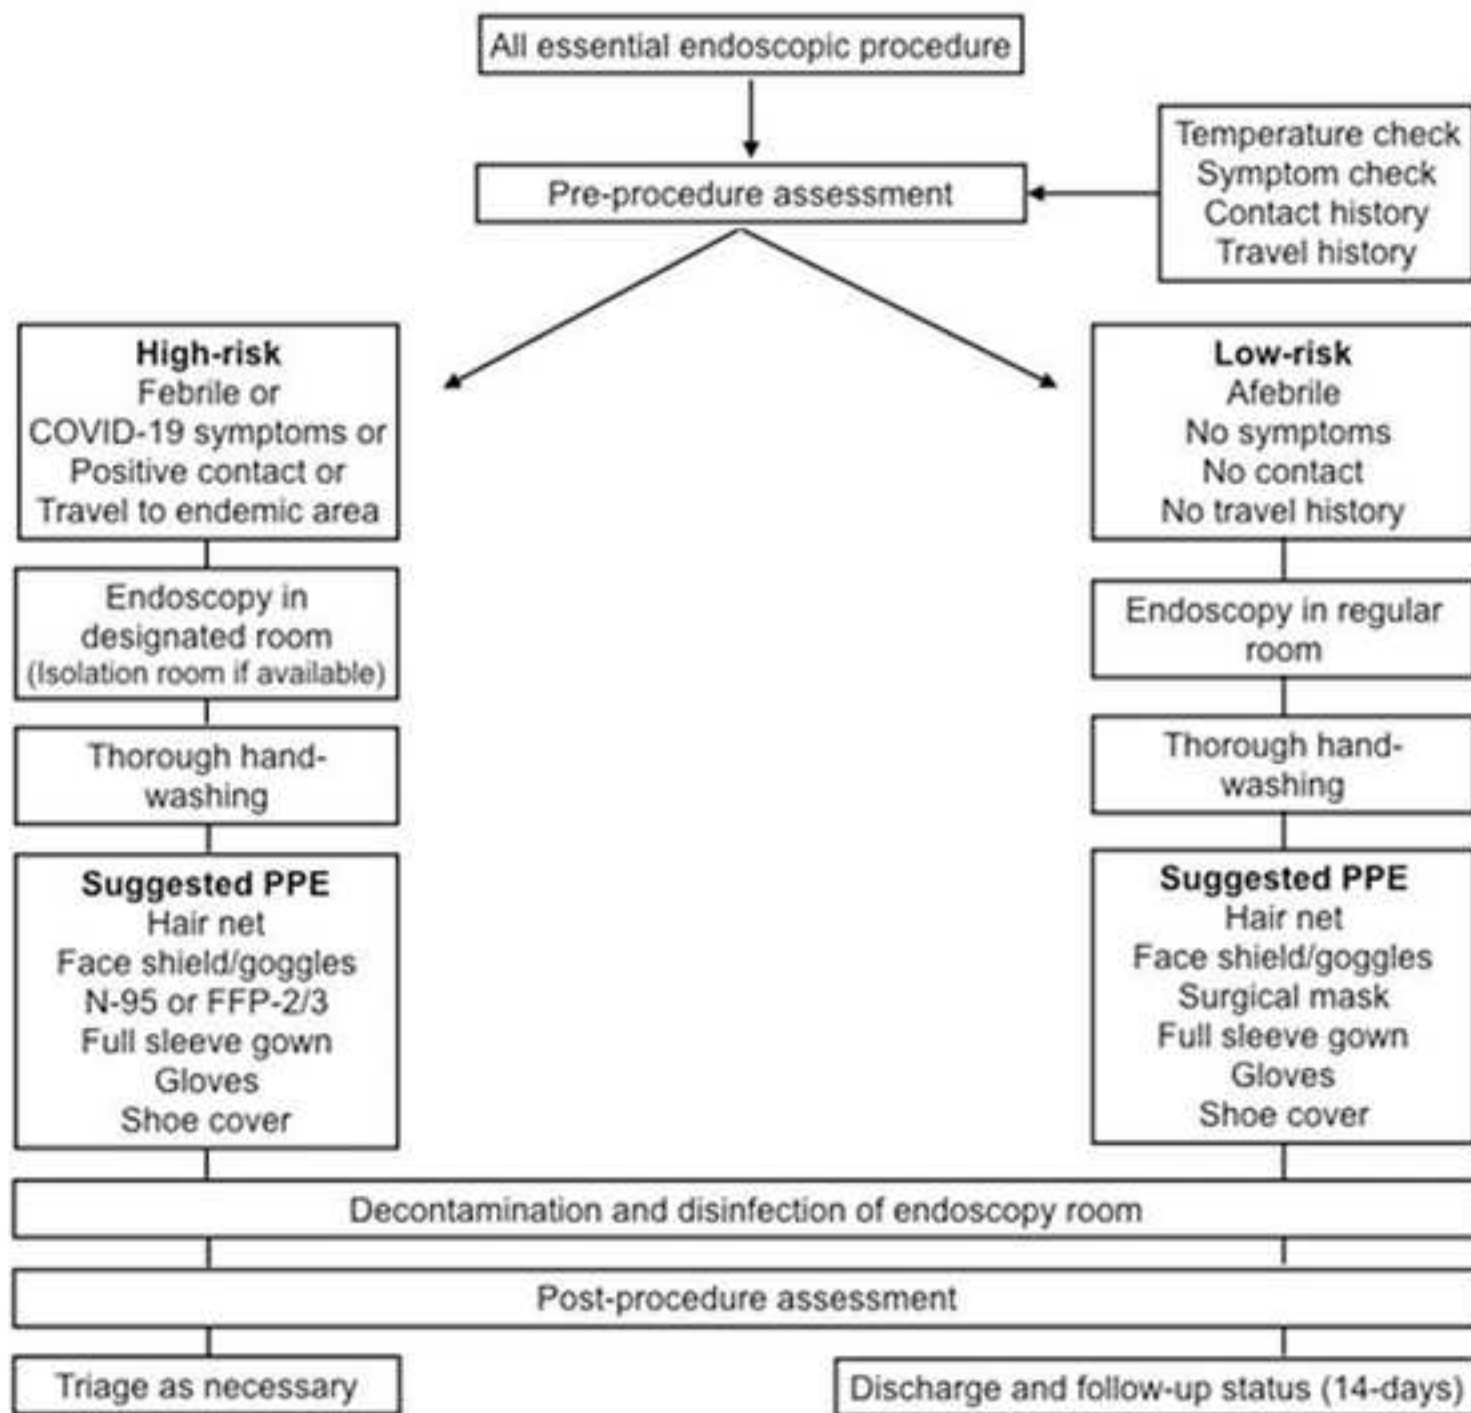 All essential endoscopic procedure
Pre-procedure assessment
Temperature check
Symptom check
Contact history
Travel history
High-risk
Febrile or
COVID-19 symptoms or
Positive contact or
Travel to endemic area
Endoscopy in
designated room
(Isolation room if available)
Thorough hand-
washing
Suggested PPE
Hair net
Face shield/goggles
N-95 or FFP-2/3
Full sleeve gown
Gloves
Shoe cover
Low-risk
Afebrile
No symptoms
No contact
No travel history
Endoscopy in regular
room
Thorough hand-
washing
Suggested PPE
Hair net
Face shield/goggles
Surgical mask
Full sleeve gown
Gloves
Shoe cover
Decontamination and disinfection of endoscopy room
Post-procedure assessment
Triage as necessary
Discharge and follow-up status (14-days)